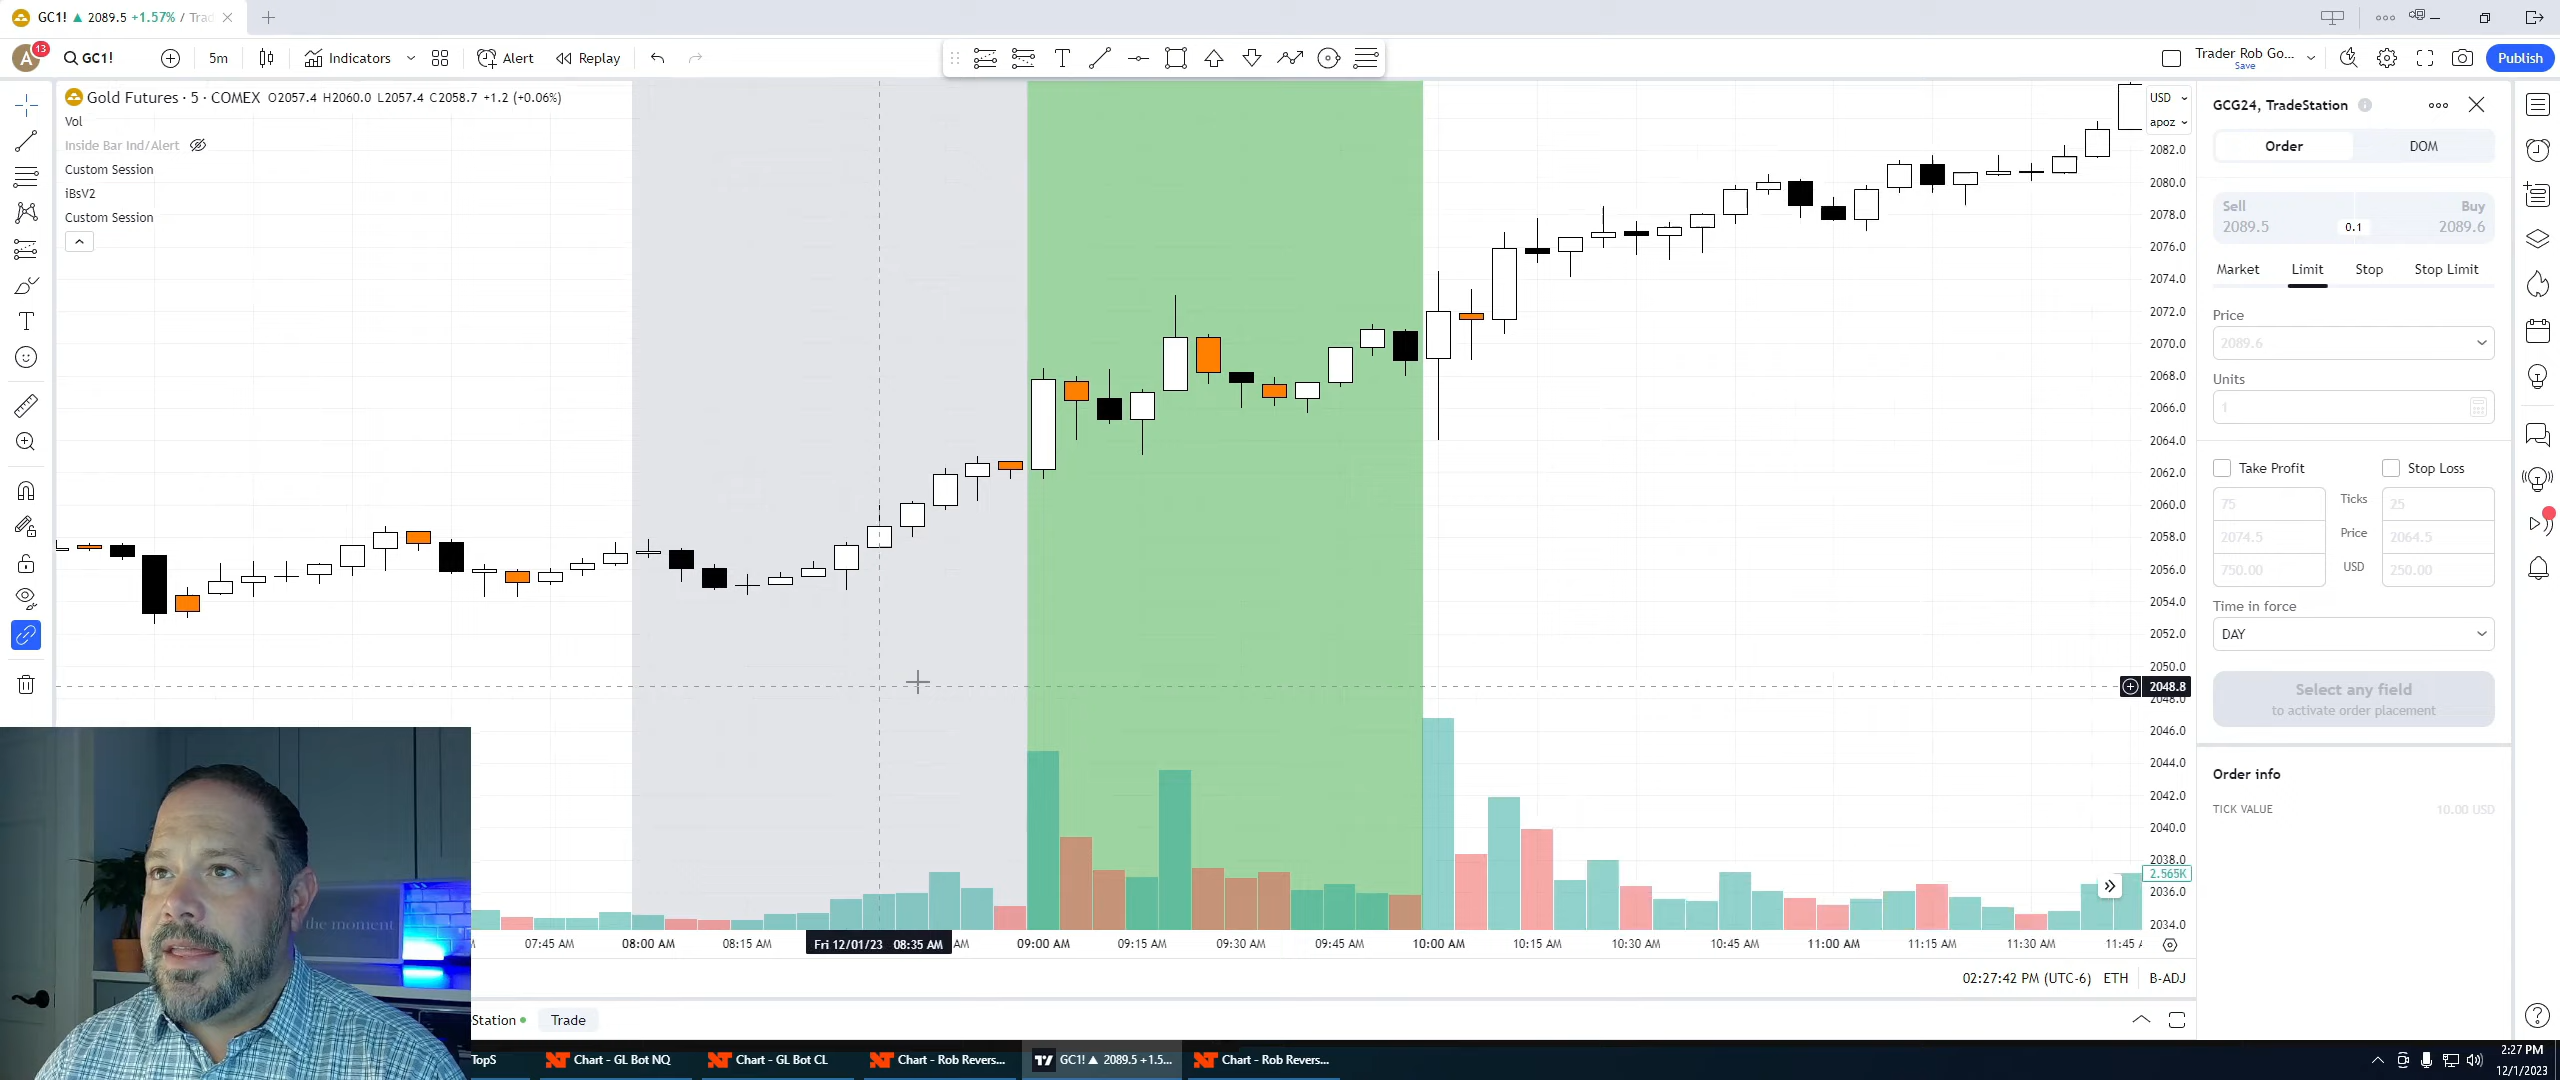 GC1! ▲ 2089.5 +1.57% / Trad
A 13 GC1! 5m Indicators Alert Replay Trader Rob Go... Save Publish
Gold Futures · 5 · COMEX O2057.4 H2060.0 L2057.4 C2058.7 +1.2 (+0.06%)
Vol
Inside Bar Ind/Alert
Custom Session
iBsV2
Custom Session
USD
apoz
2082.0
2080.0
2078.0
2076.0
2074.0
2072.0
2070.0
2068.0
2066.0
2064.0
2062.0
2060.0
2058.0
2056.0
2054.0
2052.0
2050.0
2048.8
2048.0
2046.0
2044.0
2042.0
2040.0
2038.0
2.565K
2036.0
2034.0
07:45 AM 08:00 AM 08:15 AM Fri 12/01/23 08:35 AM AM 09:00 AM 09:15 AM 09:30 AM 09:45 AM 10:00 AM 10:15 AM 10:30 AM 10:45 AM 11:00 AM 11:15 AM 11:30 AM 11:45 A
02:27:42 PM (UTC-6) ETH B-ADJ
GCG24, TradeStation
Order DOM
Sell Buy
2089.5 0.1 2089.6
Market Limit Stop Stop Limit
Price
2089.6
Units
1
Take Profit Stop Loss
75 Ticks 25
2074.5 Price 2064.5
750.00 USD 250.00
Time in force
DAY
Select any field
to activate order placement
Order info
TICK VALUE 10.00 USD
the moment
Station Trade
TopS Chart - GL Bot NQ Chart - GL Bot CL Chart - Rob Revers... GC1! ▲ 2089.5 +1.5... Chart - Rob Revers...
2:27 PM
12/1/2023